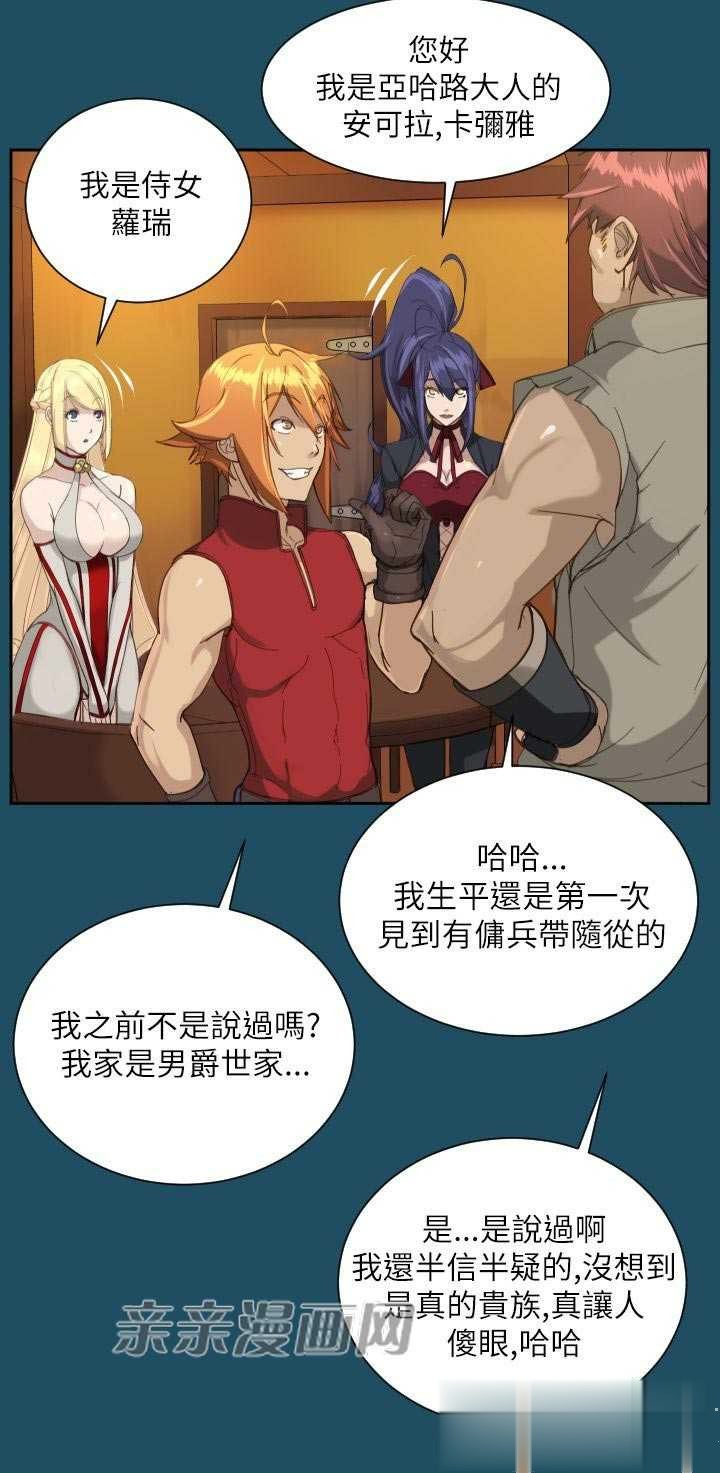 您好
我是亞哈路大人的
安可拉,卡彌雅
我是侍女
蘿瑞
哈哈...
我生平還是第一次
見到有傭兵帶隨從的
我之前不是說過嗎?
我家是男爵世家...
是...是說過啊
我還半信半疑的,沒想到
是真的貴族,真讓人
傻眼,哈哈
亲亲漫画网